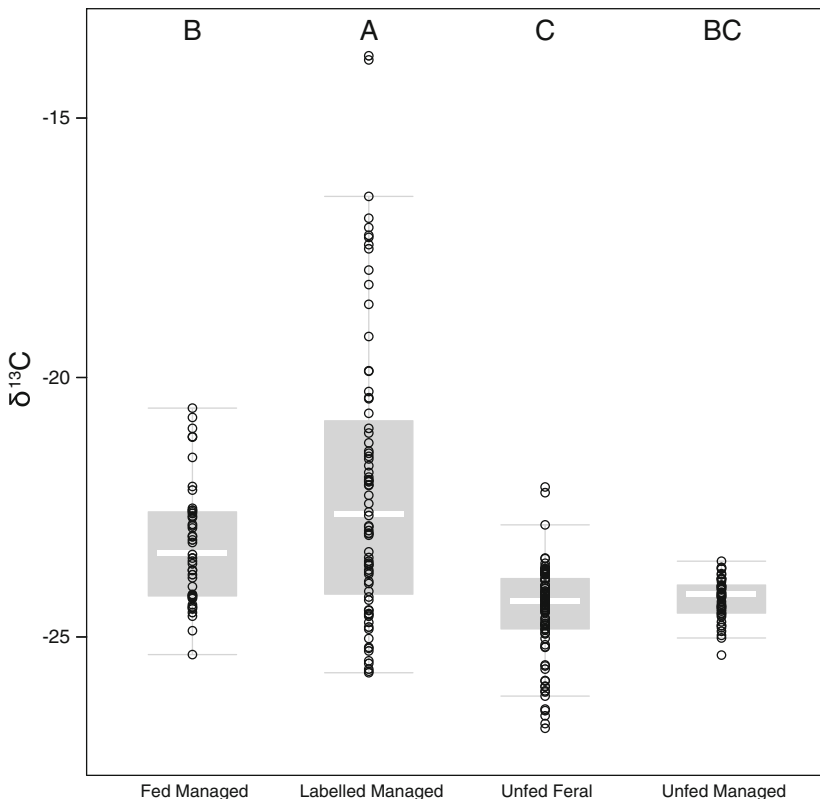 B A C BC
-15
-20
δ¹³C
-25
Fed Managed Labelled Managed Unfed Feral Unfed Managed